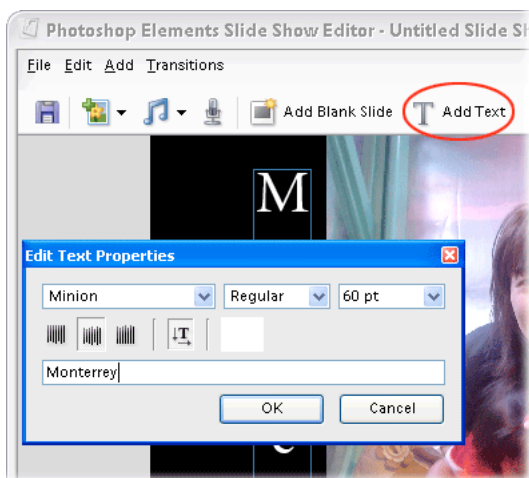 Photoshop Elements Slide Show Editor - Untitled Slide
File Edit Add Transitions
Add Blank Slide T Add Text
M
Edit Text Properties
Minion Regular 60 pt
T
Monterrey
OK Cancel